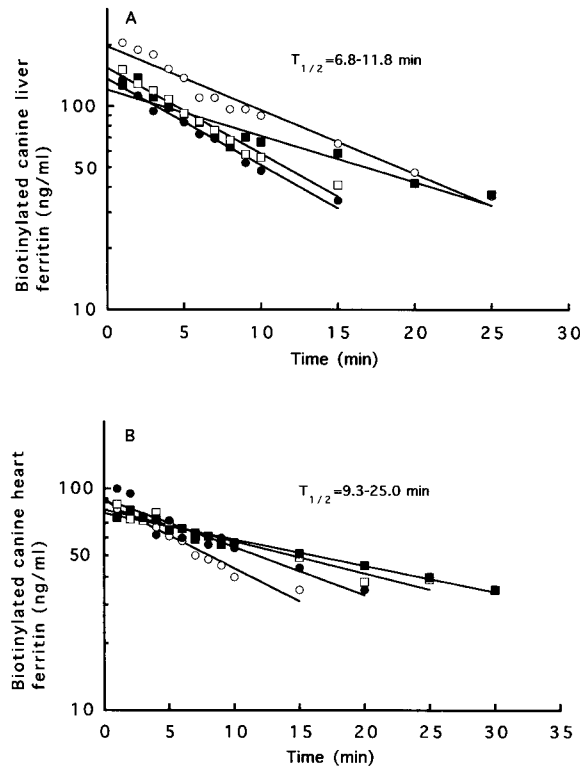 A
T1/2=6.8-11.8 min
Biotinylated canine liver
ferritin (ng/ml)
100
50
10
0 5 10 15 20 25 30
Time (min)
B
T1/2=9.3-25.0 min
Biotinylated canine heart
ferritin (ng/ml)
100
50
10
0 5 10 15 20 25 30 35
Time (min)